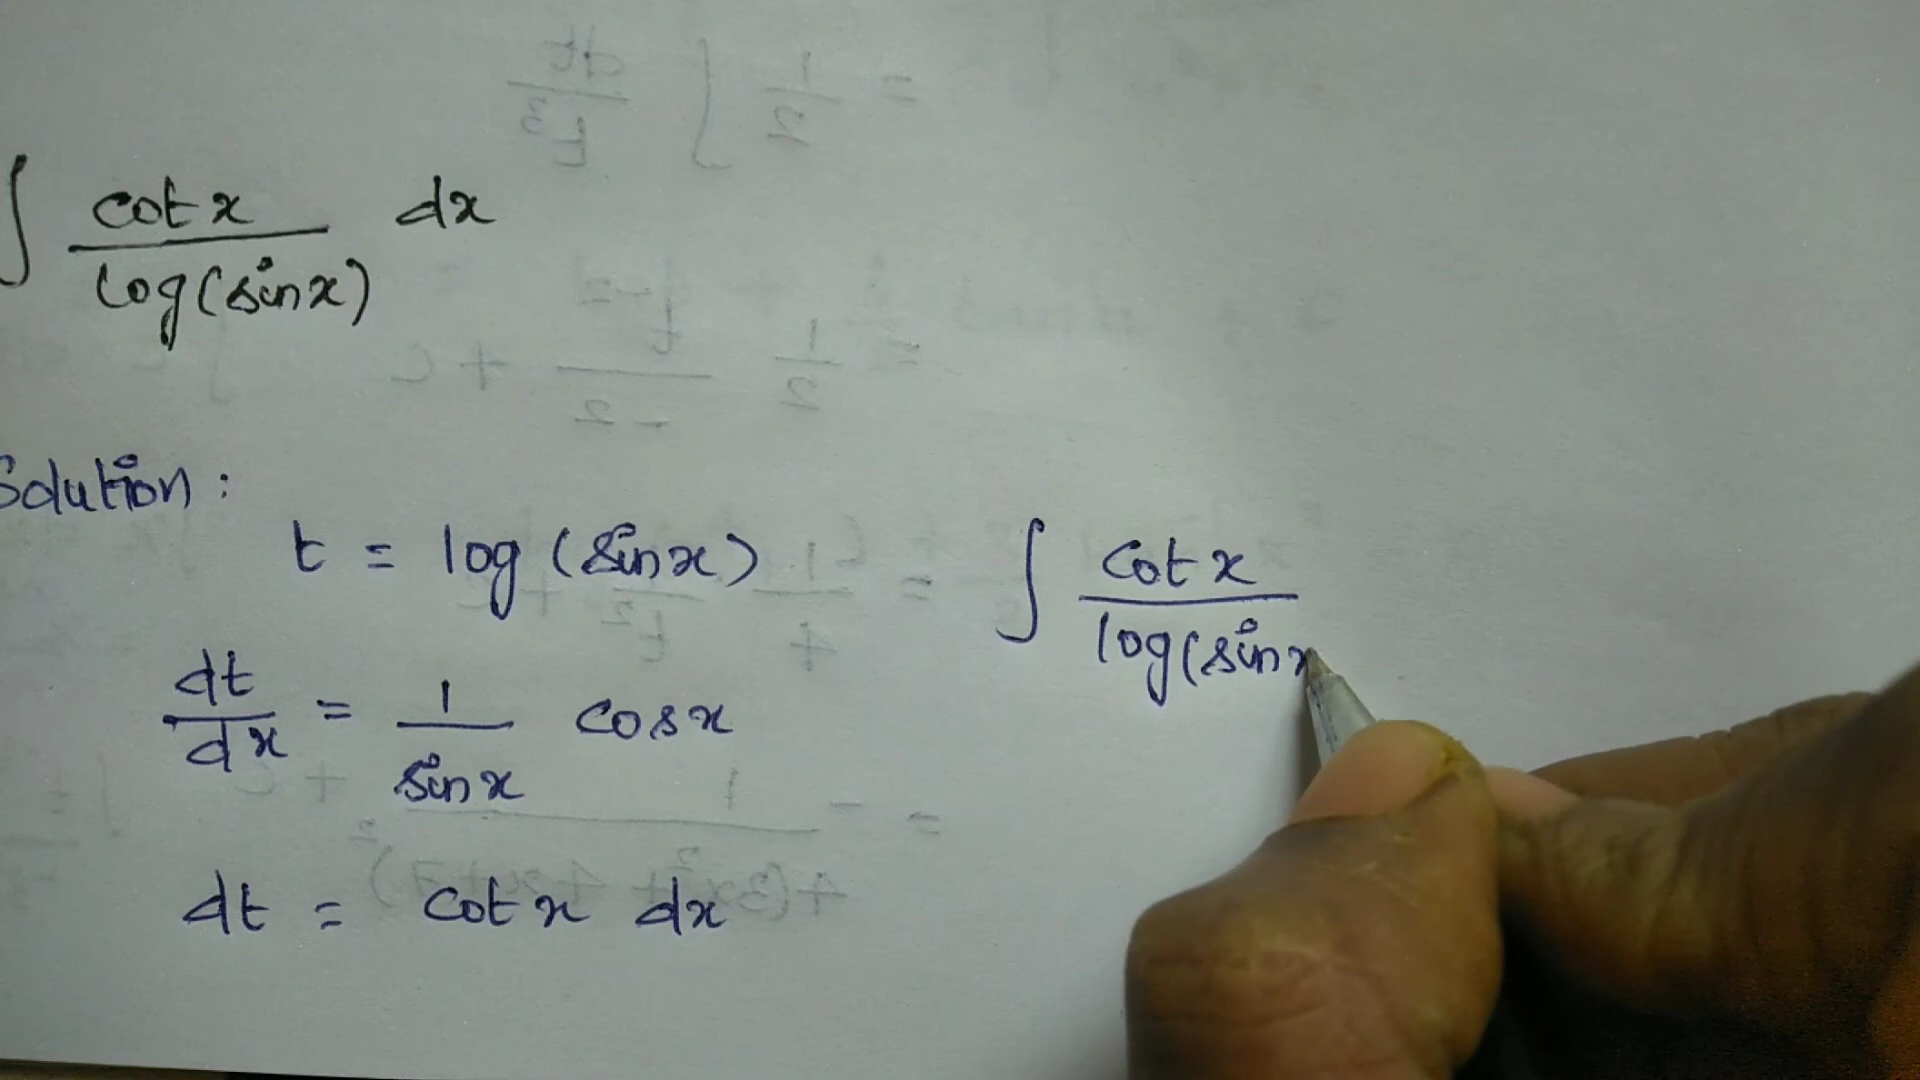 ∫ cot x / log(sin x) dx
Solution:
t = log(sin x)
dt/dx = 1/sin x cos x
dt = cot x dx
∫ cot x / log(sin x